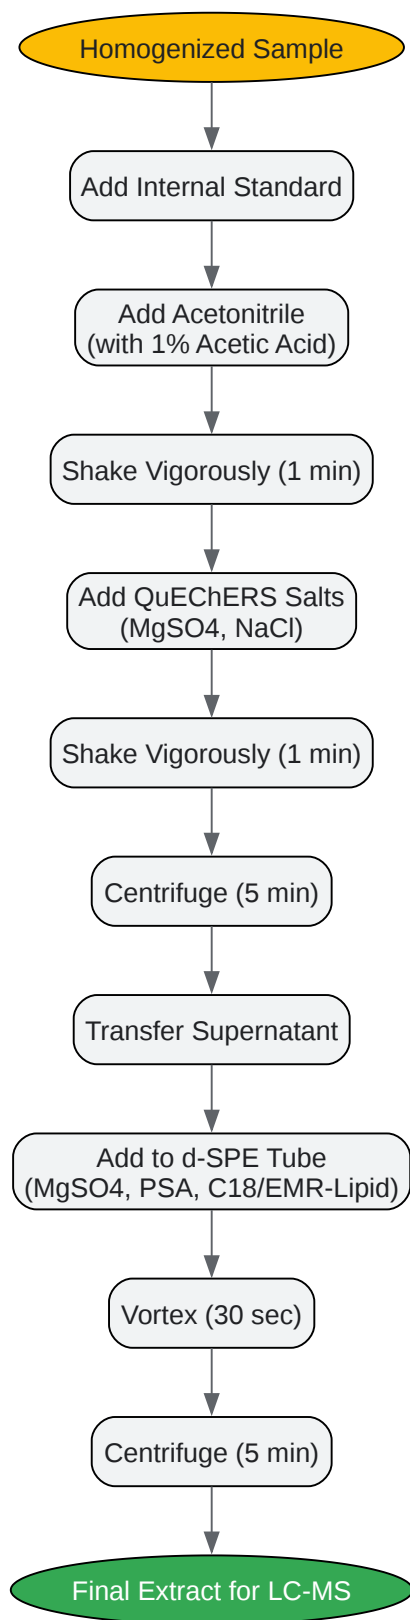 Homogenized Sample
Add Internal Standard
Add Acetonitrile
(with 1% Acetic Acid)
Shake Vigorously (1 min)
Add QuEChERS Salts
(MgSO4, NaCl)
Shake Vigorously (1 min)
Centrifuge (5 min)
Transfer Supernatant
Add to d-SPE Tube
(MgSO4, PSA, C18/EMR-Lipid)
Vortex (30 sec)
Centrifuge (5 min)
Final Extract for LC-MS